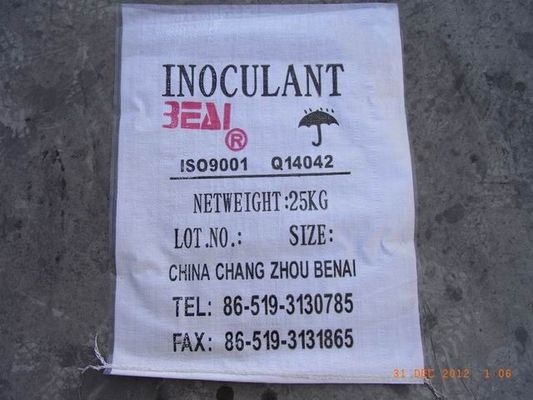 INOCULANT
BEAI ®
ISO9001 Q14042
NETWEIGHT:25KG
LOT.NO.: SIZE:
CHINA CHANG ZHOU BENAI
TEL: 86-519-3130785
FAX: 86-519-3131865
31 DEC 2012 1:06